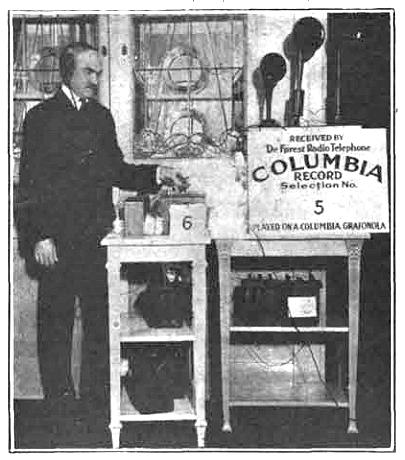 RECEIVED BY
De Forest Radio Telephone
COLUMBIA
RECORD
Selection No.
5
PLAYED ON A COLUMBIA GRAFONOLA
6